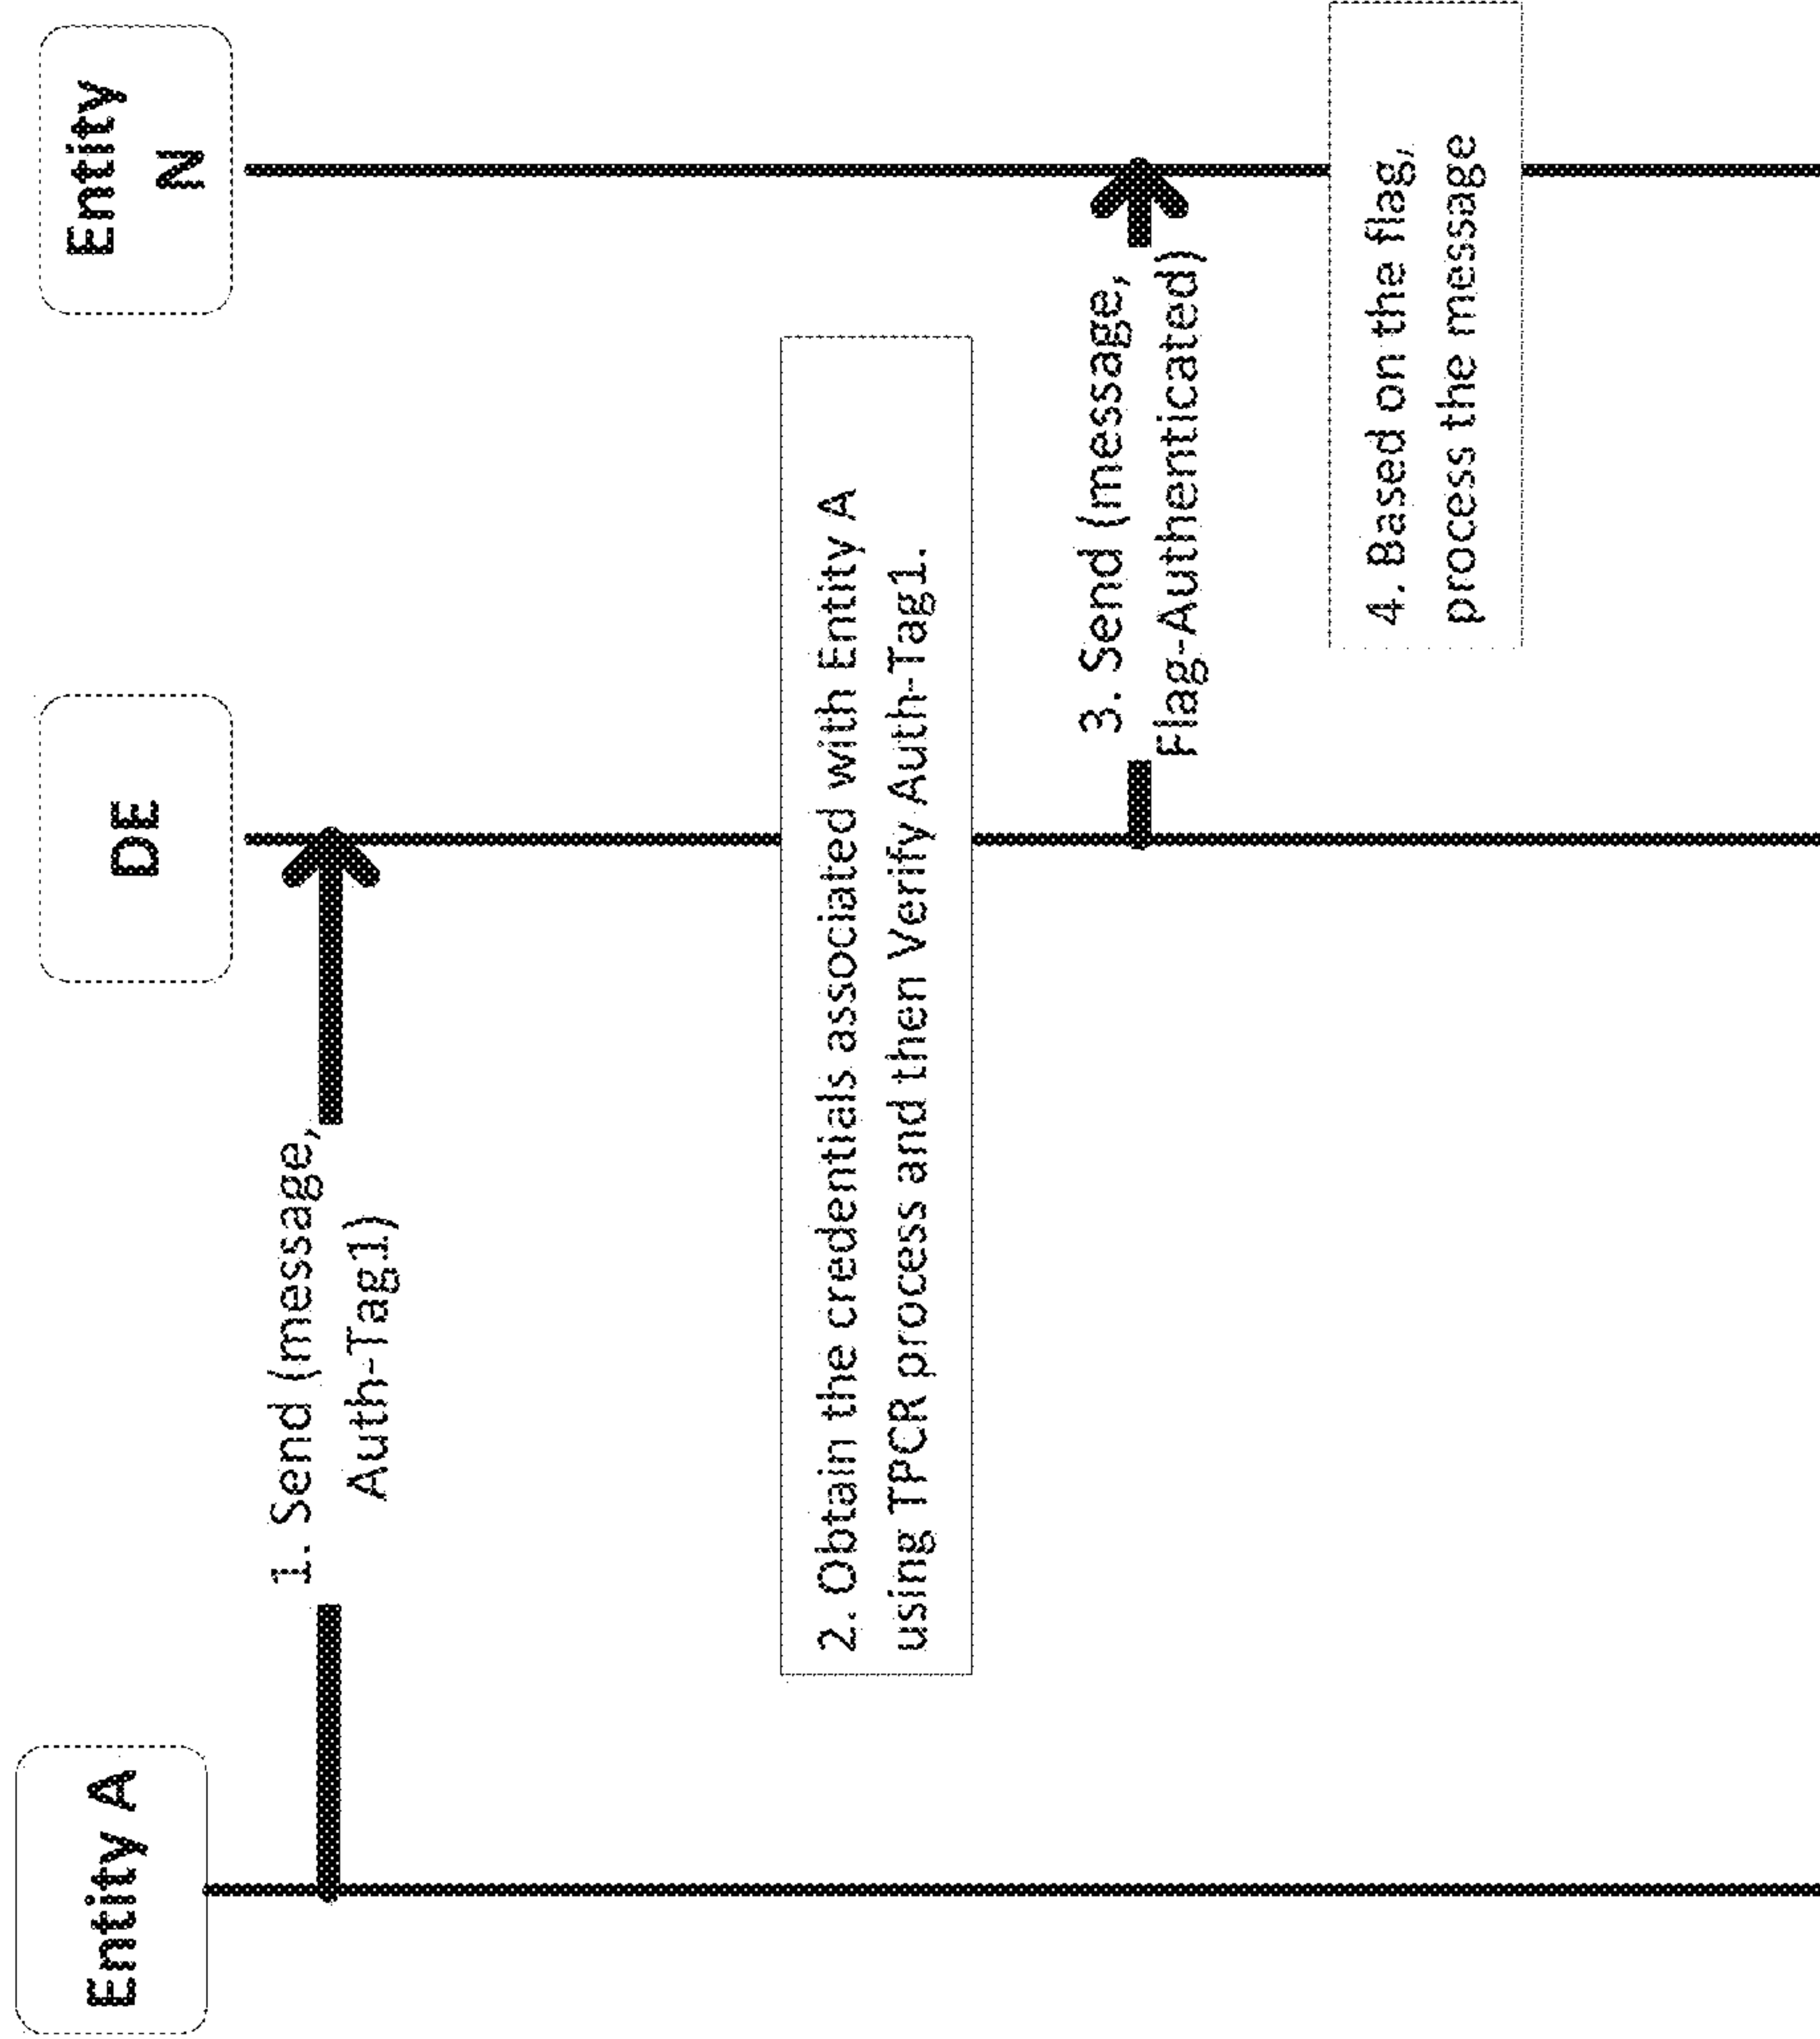 Entity A
DE
Entity
N
1. Send (message,
Auth-Tag1)
2. Obtain the credentials associated with Entity A
using TPCR process and then Verify Auth-Tag1.
3. Send (message,
Flag-Authenticated)
4. Based on the flag,
process the message